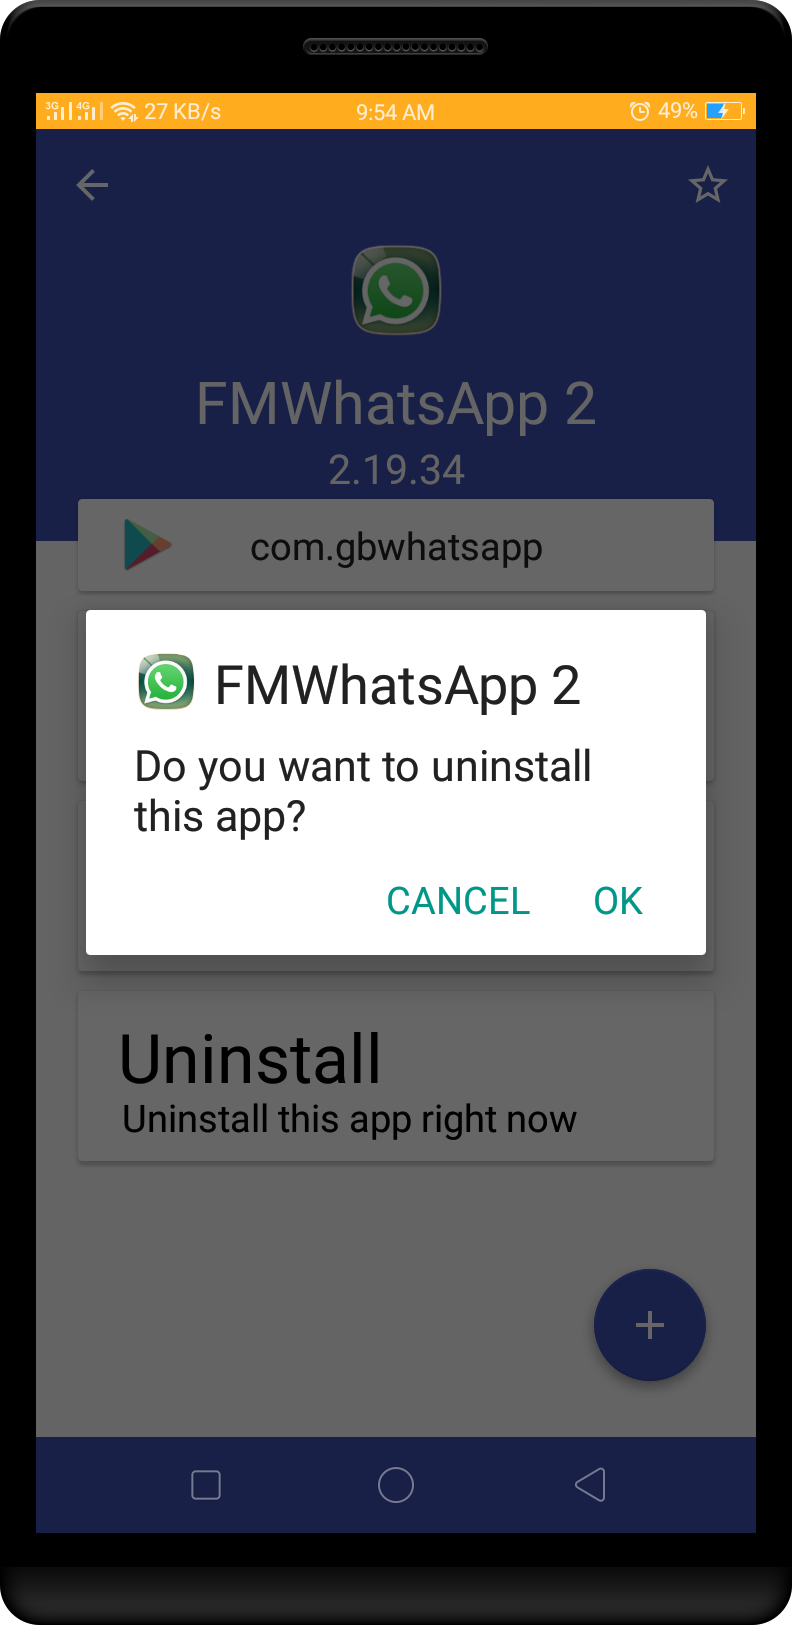 3G 4G 27 KB/s 9:54 AM 49%
FMWhatsApp 2
2.19.34
com.gbwhatsapp
FMWhatsApp 2
Do you want to uninstall
this app?
CANCEL OK
Uninstall
Uninstall this app right now